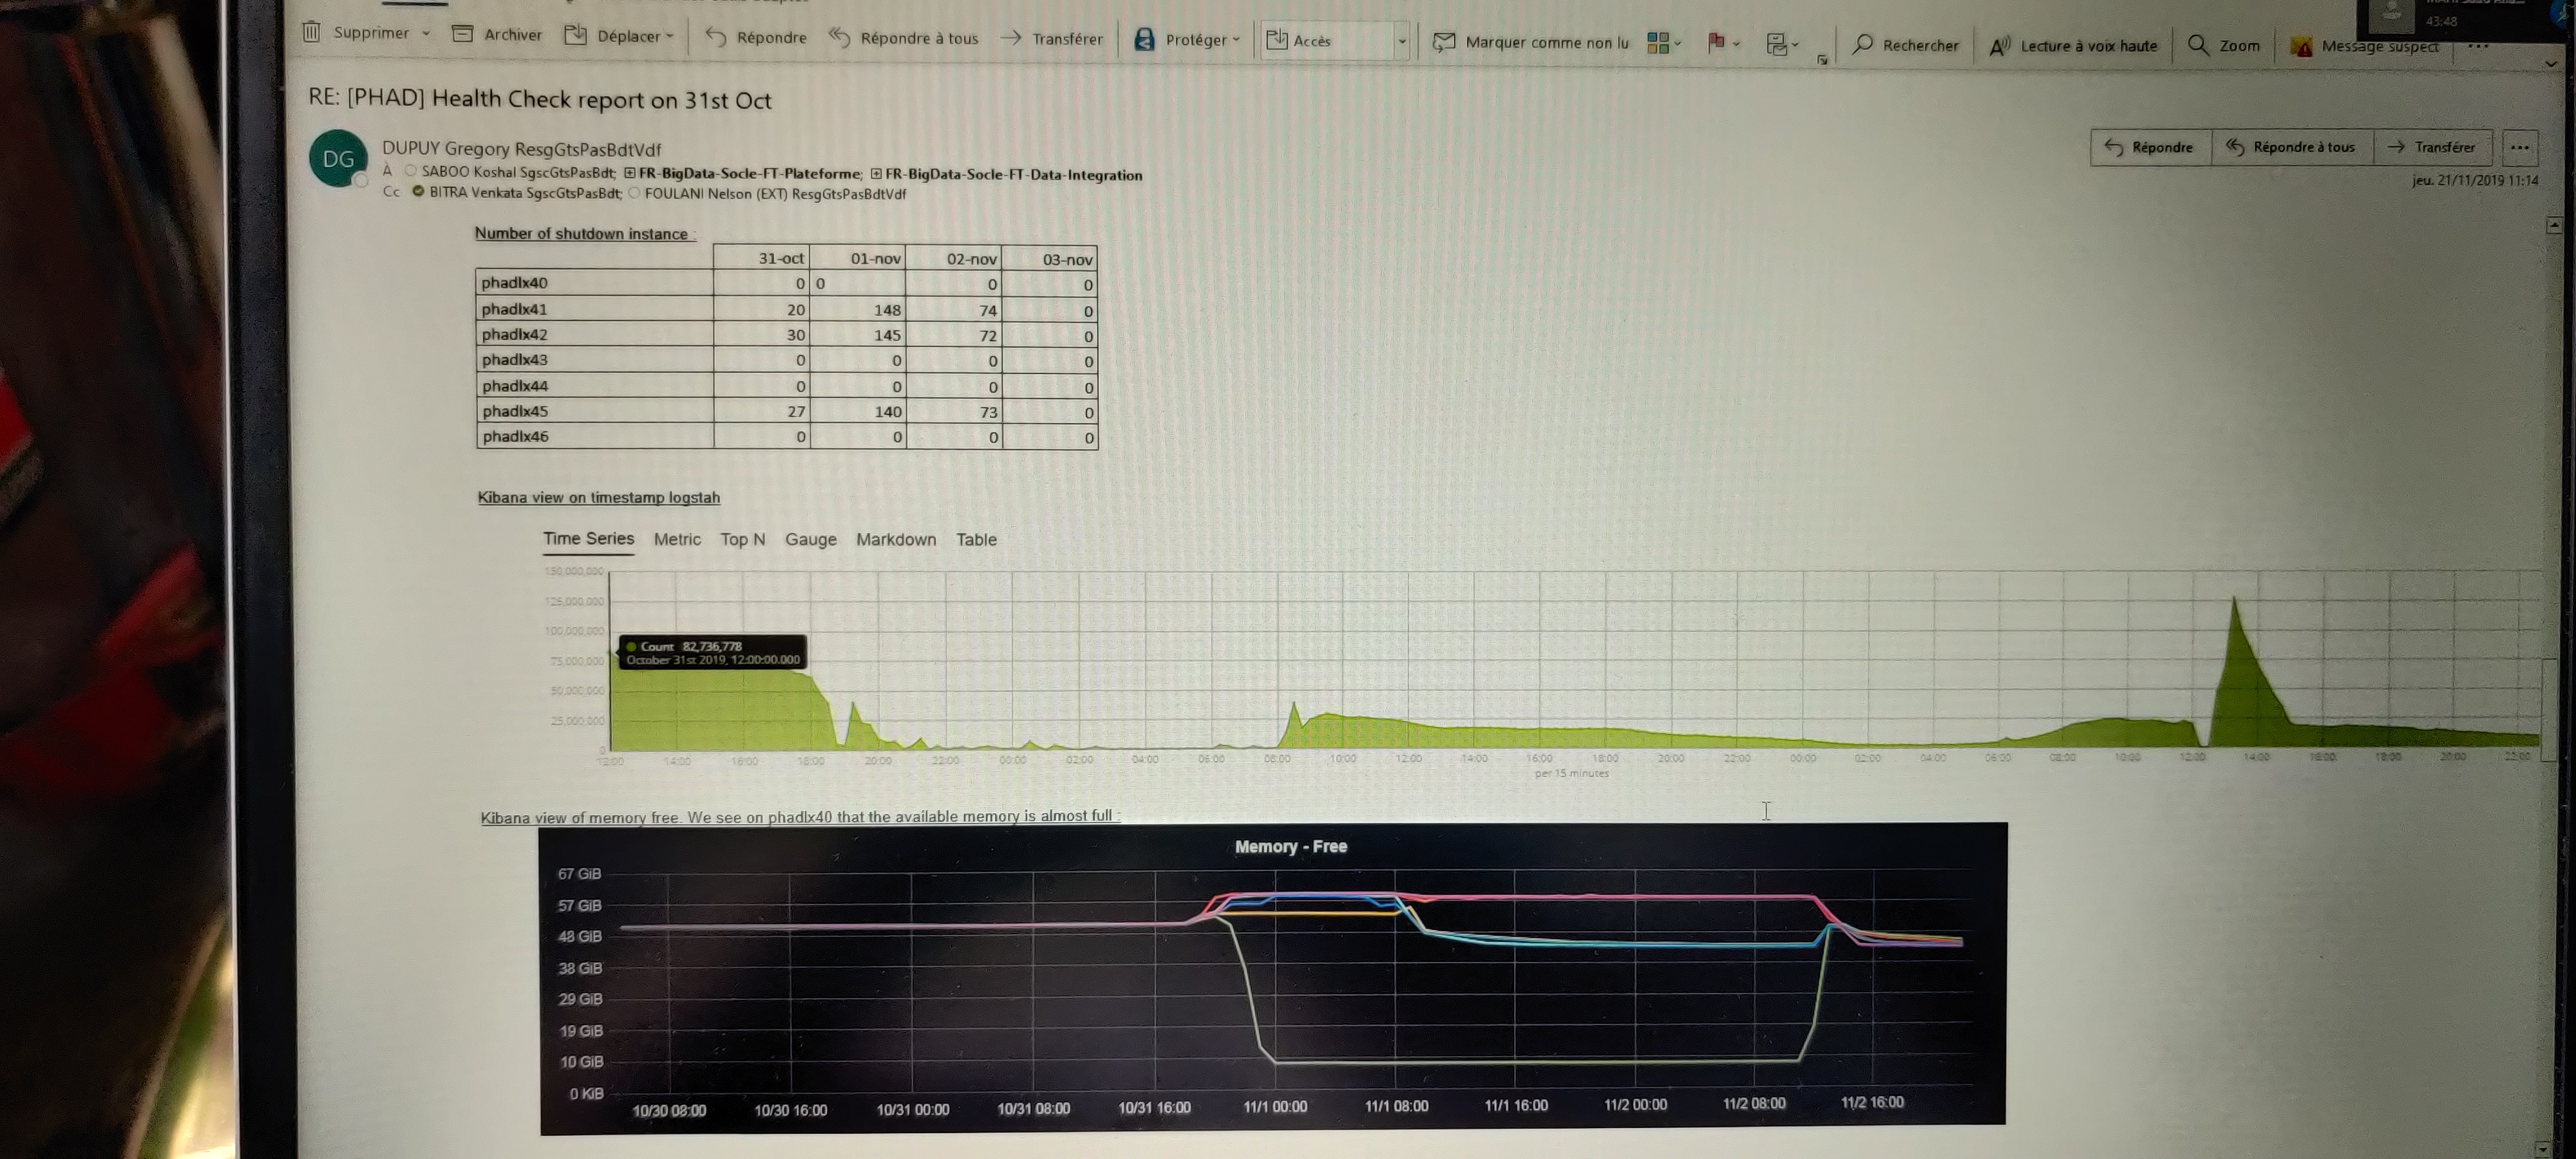 Supprimer Archiver Déplacer Répondre Répondre à tous Transférer Protéger Accès Marquer comme non lu Rechercher Lecture à voix haute Zoom Message suspect ...
43:48
RE: [PHAD] Health Check report on 31st Oct
DG
DUPUY Gregory ResgGtsPasBdtVdf
À SABOO Koshal SgscGtsPasBdt; FR-BigData-Socle-FT-Plateforme; FR-BigData-Socle-FT-Data-Integration
Cc BITRA Venkata SgscGtsPasBdt; FOULANI Nelson (EXT) ResgGtsPasBdtVdf
Répondre Répondre à tous Transférer ...
jeu. 21/11/2019 11:14
Number of shutdown instance :
31-oct 01-nov 02-nov 03-nov
phadlx40 0 0 0 0
phadlx41 20 148 74 0
phadlx42 30 145 72 0
phadlx43 0 0 0 0
phadlx44 0 0 0 0
phadlx45 27 140 73 0
phadlx46 0 0 0 0
Kibana view on timestamp logstah
Time Series Metric Top N Gauge Markdown Table
150,000,000
125,000,000
100,000,000
75,000,000
50,000,000
25,000,000
0
Count 82,736,778
October 31st 2019, 12:00:00.000
12:00 14:00 16:00 18:00 20:00 22:00 00:00 02:00 04:00 06:00 08:00 10:00 12:00 14:00 16:00 18:00 20:00 22:00 00:00 02:00 04:00 06:00 08:00 10:00 12:00 14:00 16:00 18:00 20:00 22:00
per 15 minutes
Kibana view of memory free. We see on phadlx40 that the available memory is almost full :
Memory - Free
67 GiB
57 GiB
48 GiB
38 GiB
29 GiB
19 GiB
10 GiB
0 KiB
10/30 08:00 10/30 16:00 10/31 00:00 10/31 08:00 10/31 16:00 11/1 00:00 11/1 08:00 11/1 16:00 11/2 00:00 11/2 08:00 11/2 16:00